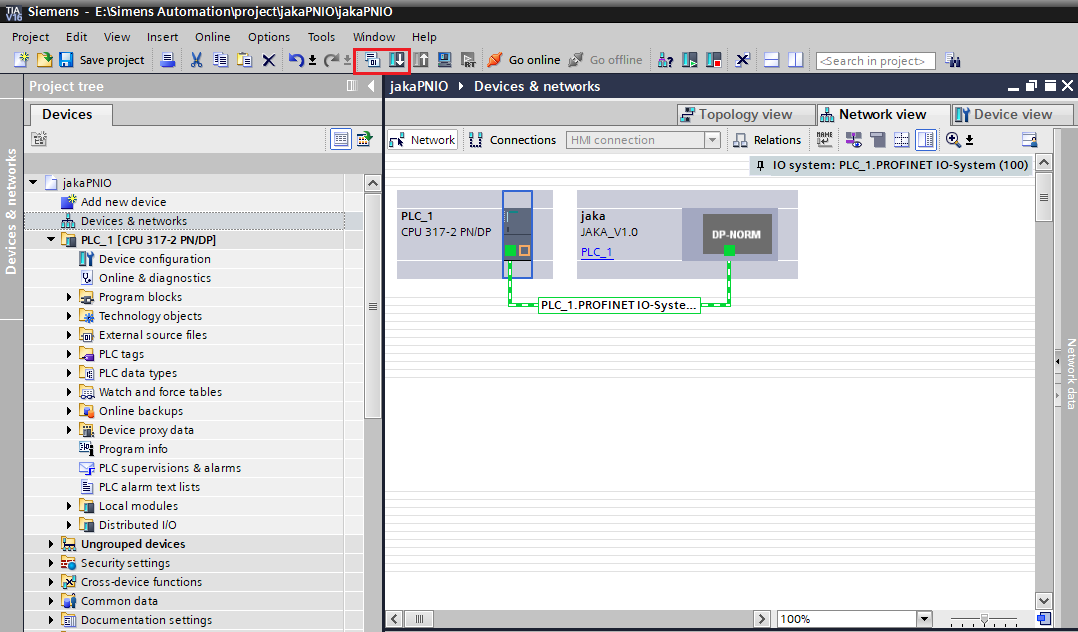 TIA V16 Siemens - E:\Simens Automation\project\jakaPNIO\jakaPNIO
Project Edit View Insert Online Options Tools Window Help
Save project Go online Go offline <Search in project>
Project tree
jakaPNIO Devices & networks
Devices
Topology view Network view Device view
Network Connections HMI connection Relations
IO system: PLC_1.PROFINET IO-System (100)
Devices & networks
jakaPNIO
Add new device
Devices & networks
PLC_1 [CPU 317-2 PN/DP]
Device configuration
Online & diagnostics
Program blocks
Technology objects
External source files
PLC tags
PLC data types
Watch and force tables
Online backups
Device proxy data
Program info
PLC supervisions & alarms
PLC alarm text lists
Local modules
Distributed I/O
Ungrouped devices
Security settings
Cross-device functions
Common data
Documentation settings
PLC_1
CPU 317-2 PN/DP
jaka
JAKA_V1.0
PLC_1
DP-NORM
PLC_1.PROFINET IO-Syste...
Network data
100%